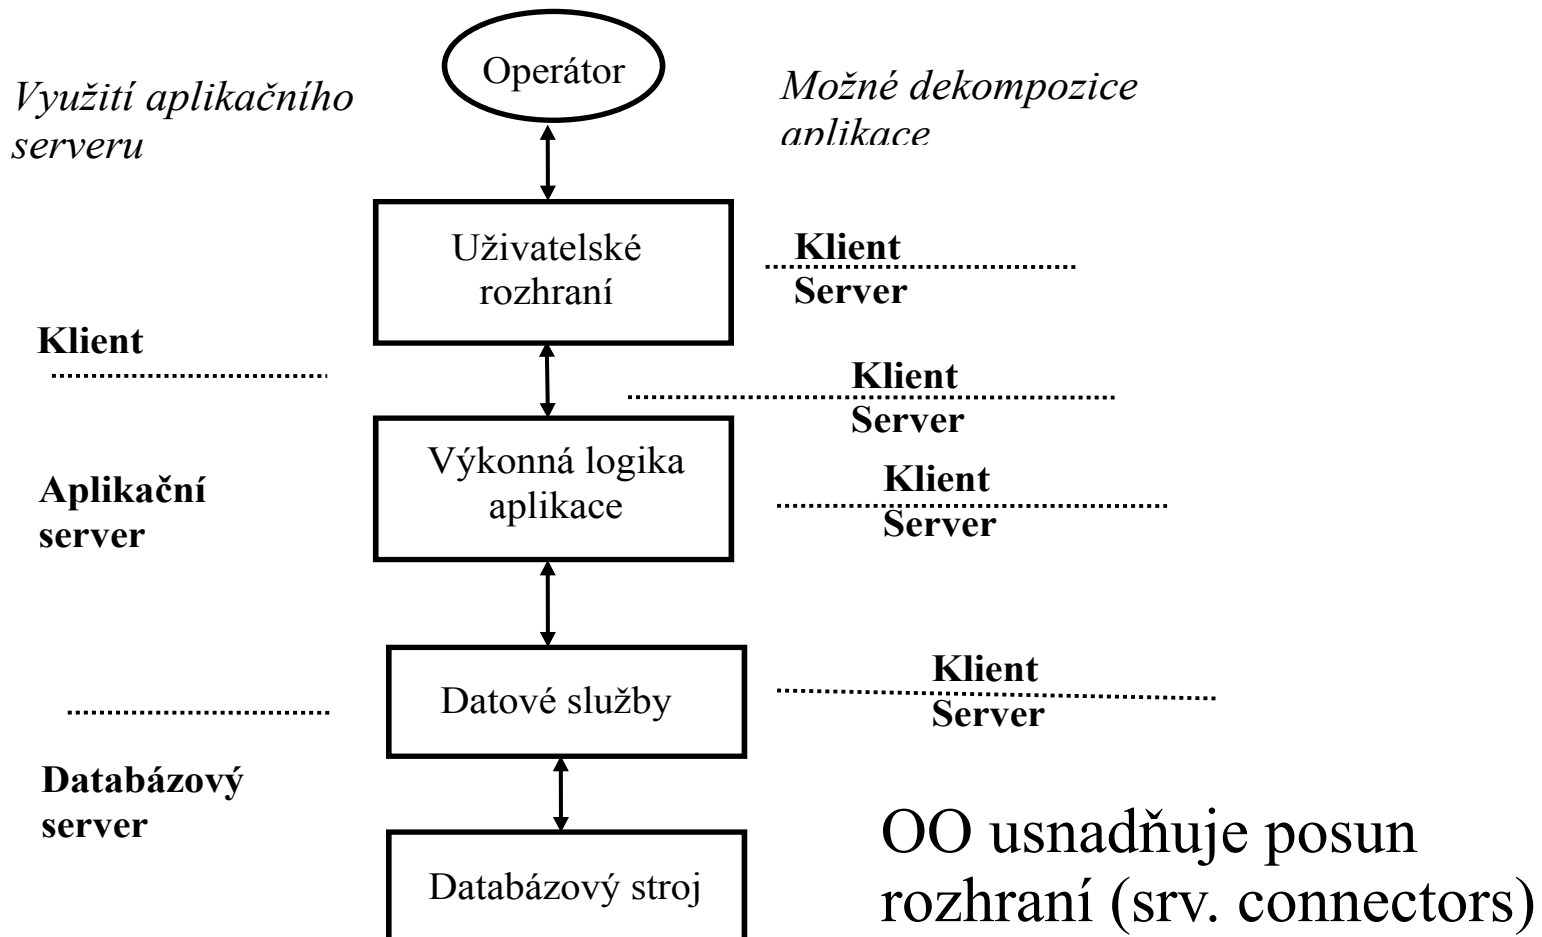 Operátor
Využití aplikačního
serveru
Možné dekompozice
aplikace
Uživatelské
rozhraní
Klient
Server
Klient
Klient
Server
Výkonná logika
aplikace
Aplikační
server
Klient
Server
Datové služby
Klient
Server
Databázový
server
Databázový stroj
OO usnadňuje posun
rozhraní (srv. connectors)